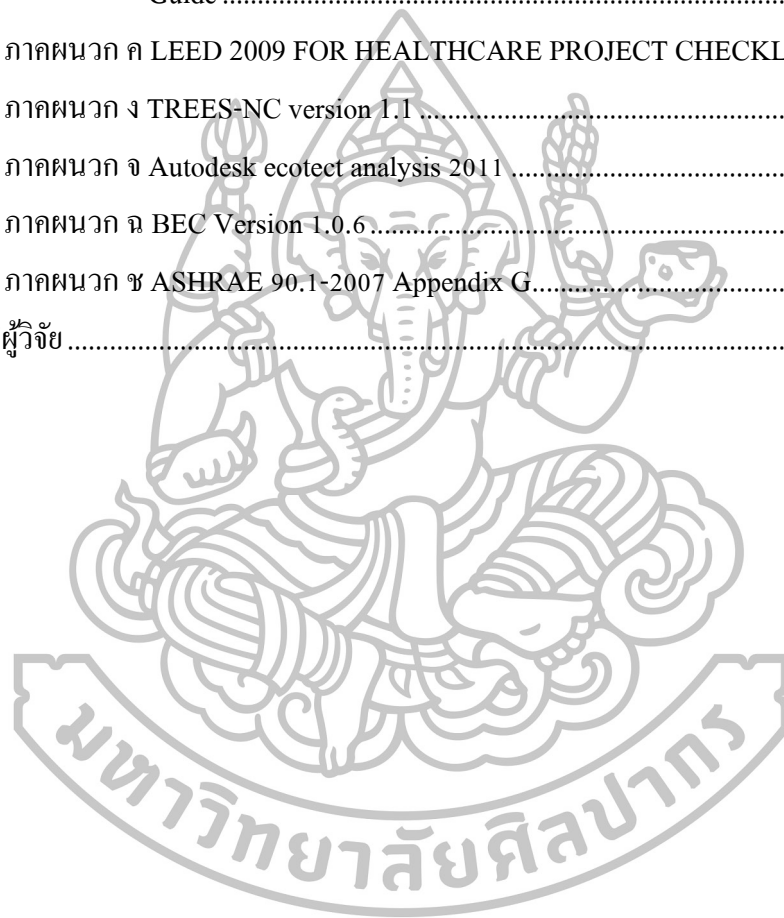 Guide ........................................................................................
ภาคผนวก ค LEED 2009 FOR HEALTHCARE PROJECT CHECKL
ภาคผนวก ง TREES-NC version 1.1 ..........................................................
ภาคผนวก จ Autodesk ecotect analysis 2011 ............................................
ภาคผนวก ฉ BEC Version 1.0.6 .................................................................
ภาคผนวก ช ASHRAE 90.1-2007 Appendix G.........................................
ผู้วิจัย ..............................................................................................................
มหาวิทยาลัยศิลปากร